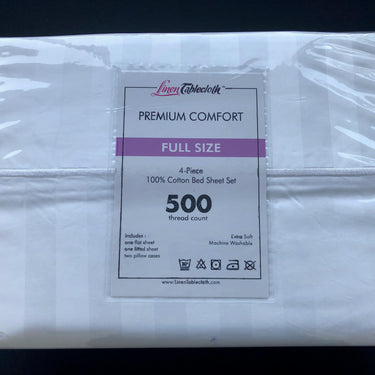 Linen Tablecloth™
PREMIUM COMFORT
FULL SIZE
4-Piece
100% Cotton Bed Sheet Set
500
thread count
includes :
one flat sheet
one fitted sheet
two pillow cases
Extra Soft
Machine Washable
www.LinenTablecloth.com